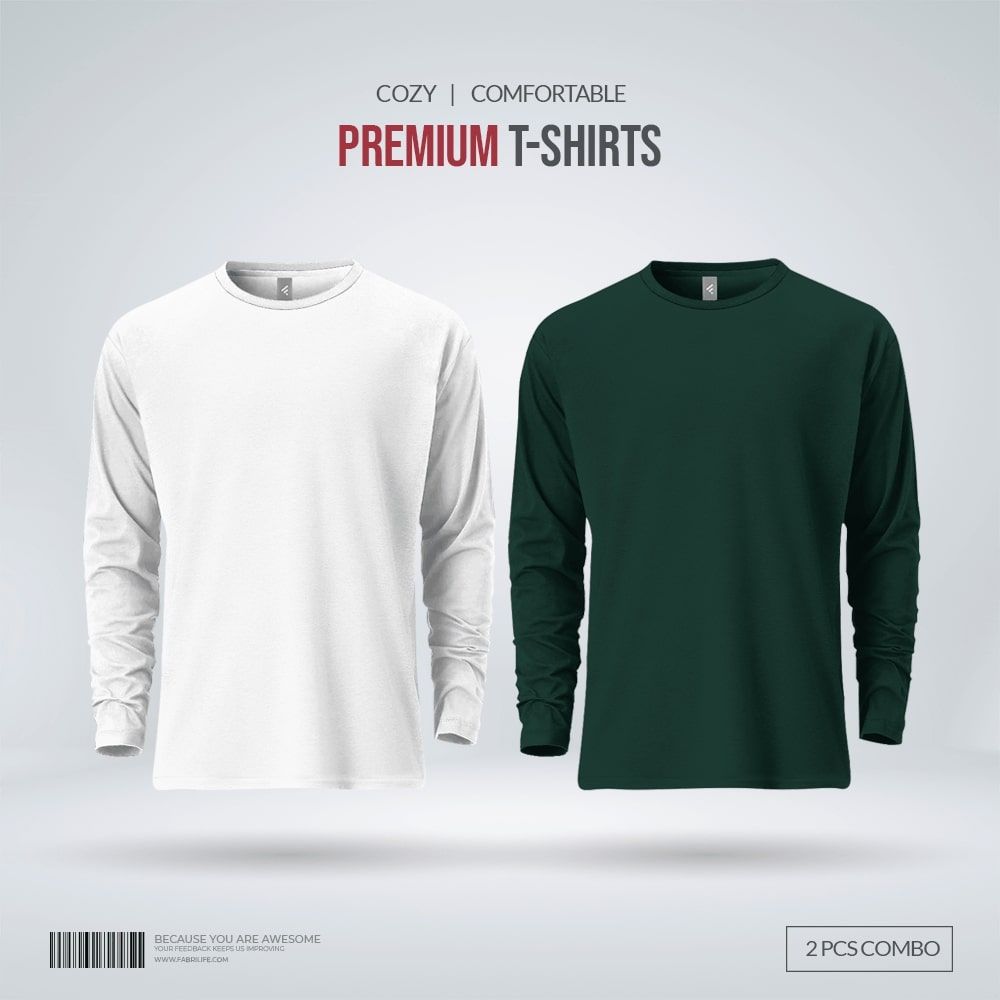 COZY | COMFORTABLE
PREMIUM T-SHIRTS
BECAUSE YOU ARE AWESOME
YOUR FEEDBACK KEEPS US IMPROVING
WWW.FABRILIFE.COM
2 PCS COMBO